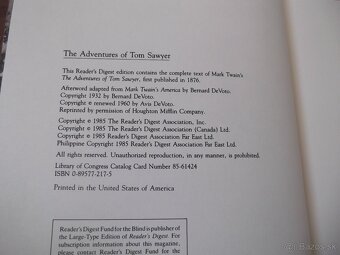 The Adventures of Tom Sawyer
This Reader's Digest edition contains the complete text of Mark Twain's
The Adventures of Tom Sawyer, first published in 1876.
Afterword adapted from Mark Twain's America by Bernard DeVoto.
Copyright 1932 by Bernard DeVoto.
Copyright © renewed 1960 by Avis DeVoto.
Reprinted by permission of Houghton Mifflin Company.
Copyright © 1985 The Reader's Digest Association, Inc.
Copyright © 1985 The Reader's Digest Association (Canada) Ltd.
Copyright © 1985 Reader's Digest Association Far East Ltd.
Philippine Copyright 1985 Reader's Digest Association Far East Ltd.
All rights reserved. Unauthorized reproduction, in any manner, is prohibited.
Library of Congress Catalog Card Number 85-61424
ISBN 0-89577-217-5
Printed in the United States of America
Reader's Digest Fund for the Blind is publisher of
the Large-Type Edition of Reader's Digest. For
subscription information about this magazine,
please contact Reader's Digest Fund for the